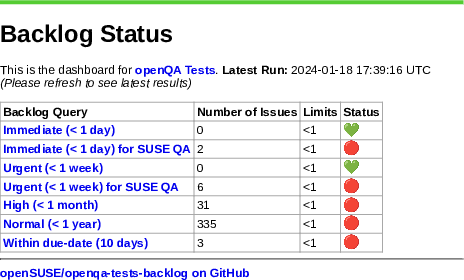 Backlog Status
This is the dashboard for openQA Tests. Latest Run: 2024-01-18 17:39:16 UTC
(Please refresh to see latest results)
Backlog Query Number of Issues Limits Status
Immediate (< 1 day) 0 <1 💚
Immediate (< 1 day) for SUSE QA 2 <1 🔴
Urgent (< 1 week) 0 <1 💚
Urgent (< 1 week) for SUSE QA 6 <1 🔴
High (< 1 month) 31 <1 🔴
Normal (< 1 year) 335 <1 🔴
Within due-date (10 days) 3 <1 🔴
openSUSE/openqa-tests-backlog on GitHub